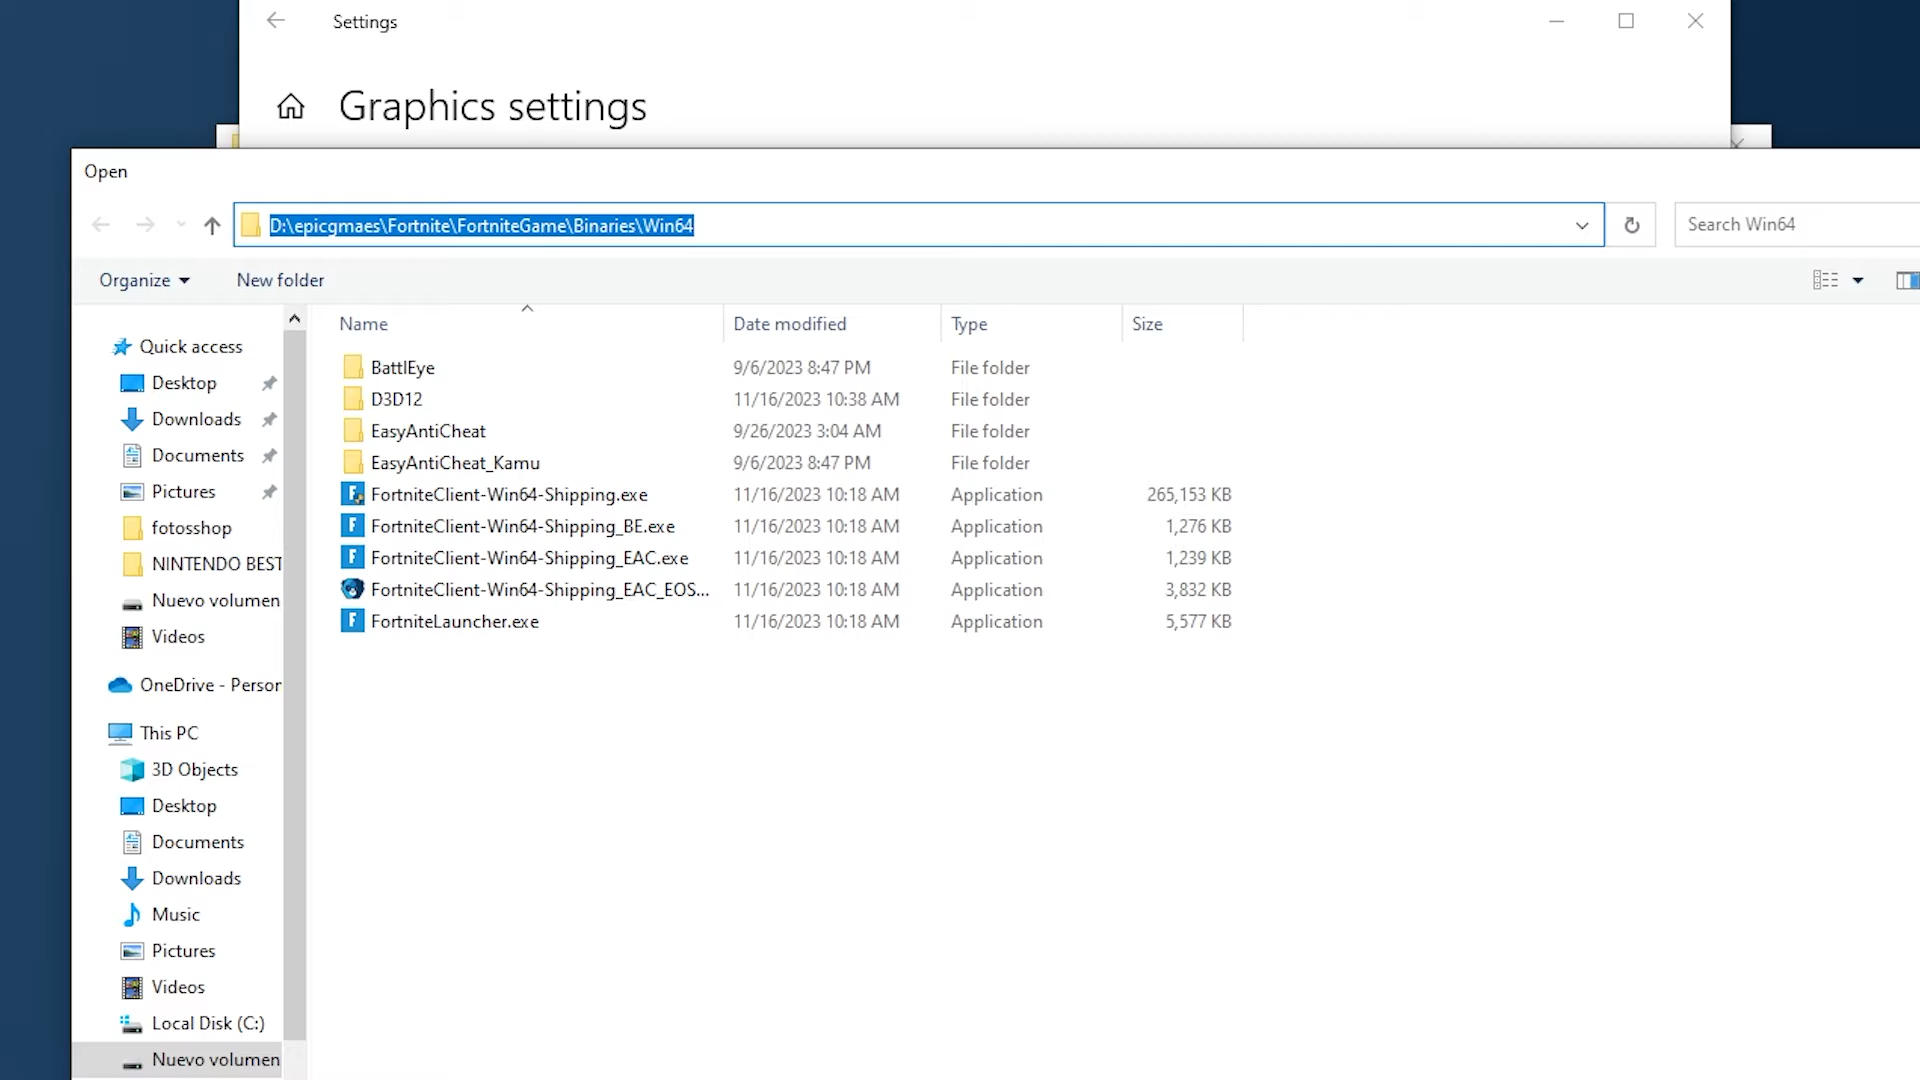 Settings
Graphics settings
Open
D:\epicgmaes\Fortnite\FortniteGame\Binaries\Win64
Search Win64
Organize
New folder
Name
Date modified
Type
Size
Quick access
Desktop
Downloads
Documents
Pictures
fotosshop
NINTENDO BEST
Nuevo volumen
Videos
OneDrive - Person
This PC
3D Objects
Desktop
Documents
Downloads
Music
Pictures
Videos
Local Disk (C:)
Nuevo volumen
BattlEye 9/6/2023 8:47 PM File folder
D3D12 11/16/2023 10:38 AM File folder
EasyAntiCheat 9/26/2023 3:04 AM File folder
EasyAntiCheat_Kamu 9/6/2023 8:47 PM File folder
FortniteClient-Win64-Shipping.exe 11/16/2023 10:18 AM Application 265,153 KB
FortniteClient-Win64-Shipping_BE.exe 11/16/2023 10:18 AM Application 1,276 KB
FortniteClient-Win64-Shipping_EAC.exe 11/16/2023 10:18 AM Application 1,239 KB
FortniteClient-Win64-Shipping_EAC_EOS... 11/16/2023 10:18 AM Application 3,832 KB
FortniteLauncher.exe 11/16/2023 10:18 AM Application 5,577 KB